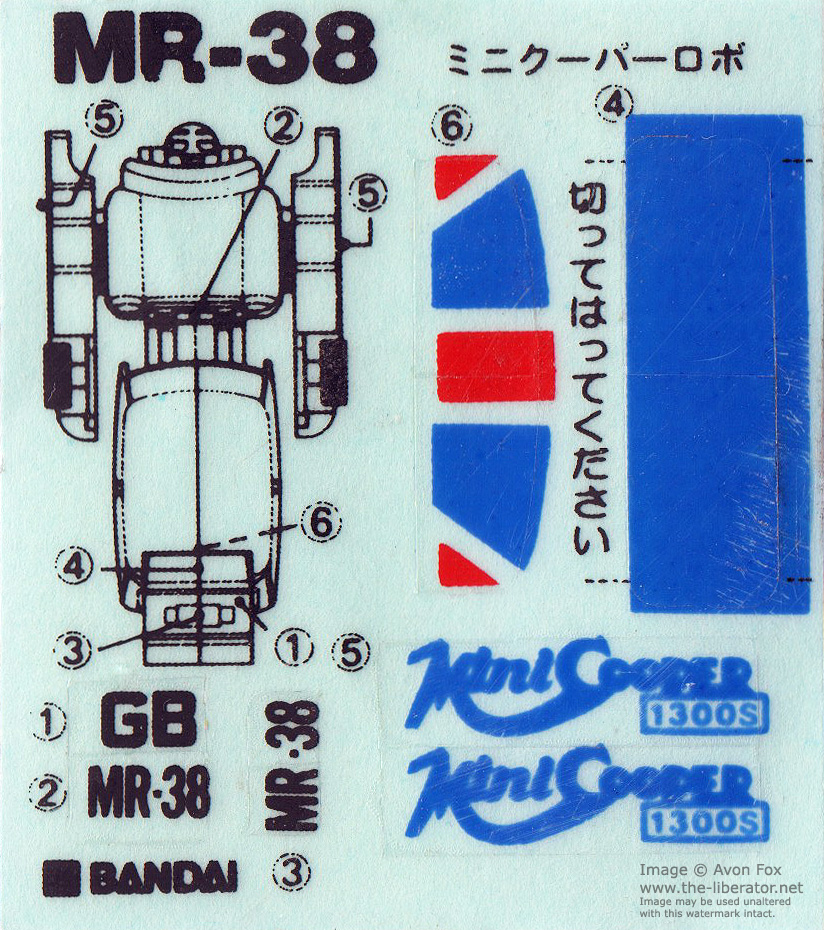 MR-38
ミニクーパーロボ
⑤
②
⑥
④
⑤
切ってはってください
⑥
④
③
①
⑤
Mini Cooper
1300S
① GB
② MR·38
MR·38
③
Mini Cooper
1300S
BANDAI
Image © Avon Fox
www.the-liberator.net
Image may be used unaltered
with this watermark intact.